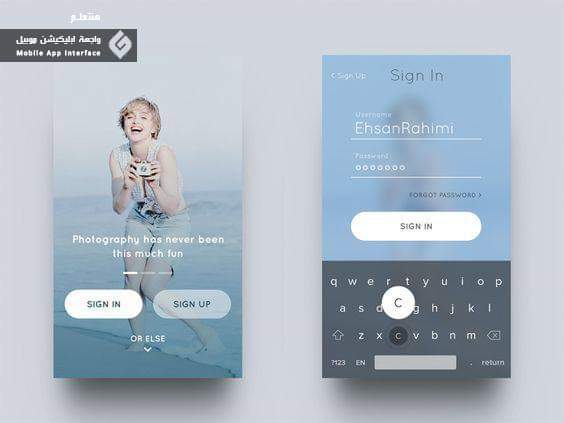 منتعلم
واجهة ابليكيشن موبيل
Mobile App Interface
Photography has never been
this much fun
SIGN IN
SIGN UP
OR ELSE
Sign Up
Sign In
Username
EhsanRahimi
Password
FORGOT PASSWORD
SIGN IN
q w e r t y u i o p
a s d g h j k l
C
z x c v b n m
?123 EN . return